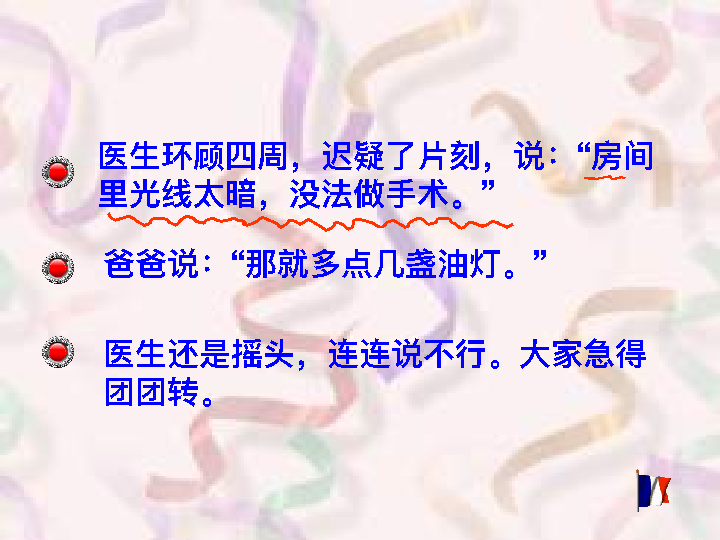 医生环顾四周，迟疑了片刻，说：“房间
里光线太暗，没法做手术。”
爸爸说：“那就多点几盏油灯。”
医生还是摇头，连连说不行。大家急得
团团转。